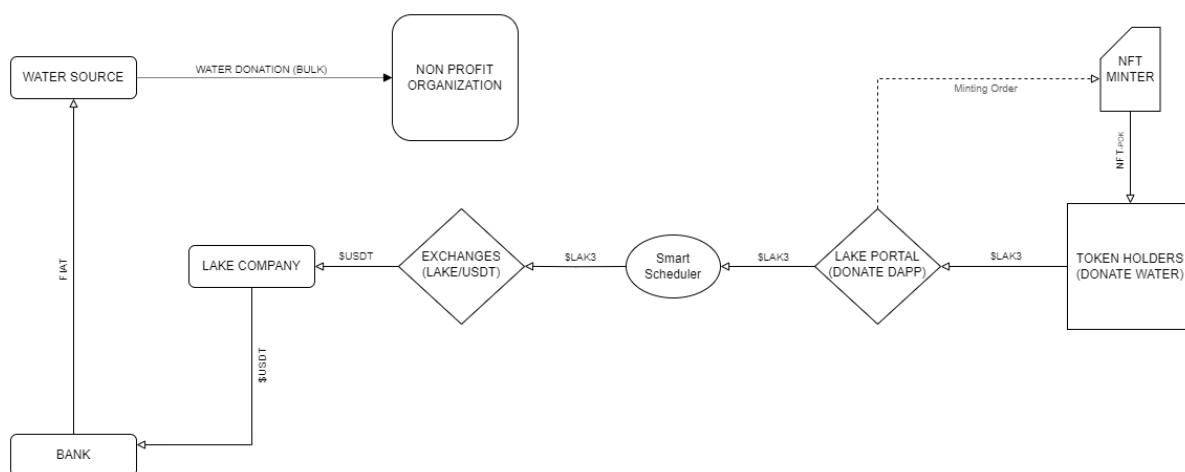 WATER SOURCE
WATER DONATION (BULK)
NON PROFIT
ORGANIZATION
NFT
MINTER
Minting Order
NFT-POK
FIAT
LAKE COMPANY
$USDT
EXCHANGES
(LAKE/USDT)
$LAK3
Smart
Scheduler
$LAK3
LAKE PORTAL
(DONATE DAPP)
$LAK3
TOKEN HOLDERS
(DONATE WATER)
$USDT
BANK